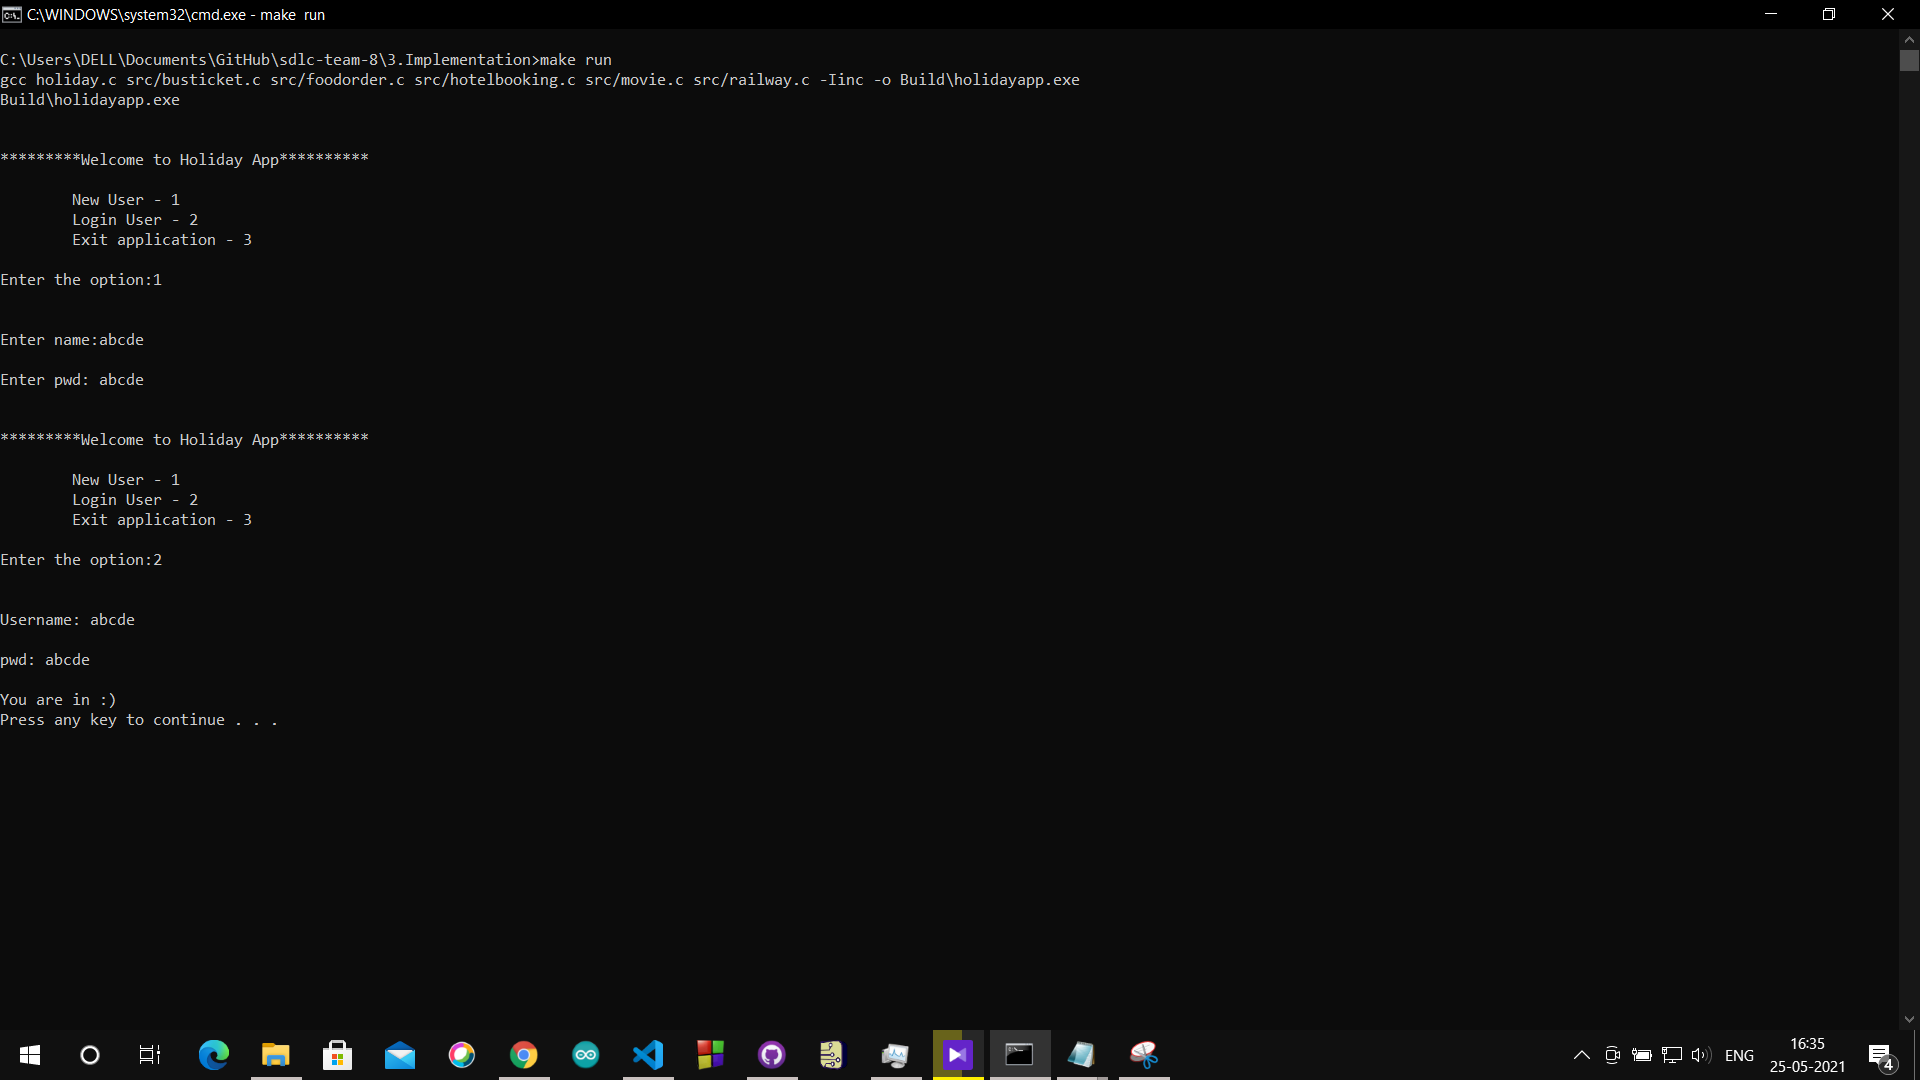 C:\WINDOWS\system32\cmd.exe - make  run
C:\Users\DELL\Documents\GitHub\sdlc-team-8\3.Implementation>make run
gcc holiday.c src/busticket.c src/foodorder.c src/hotelbooking.c src/movie.c src/railway.c -Iinc -o Build\holidayapp.exe
Build\holidayapp.exe
*********Welcome to Holiday App**********
New User - 1
Login User - 2
Exit application - 3
Enter the option:1
Enter name:abcde
Enter pwd: abcde
*********Welcome to Holiday App**********
New User - 1
Login User - 2
Exit application - 3
Enter the option:2
Username: abcde
pwd: abcde
You are in :)
Press any key to continue . . .
ENG
16:35
25-05-2021
4